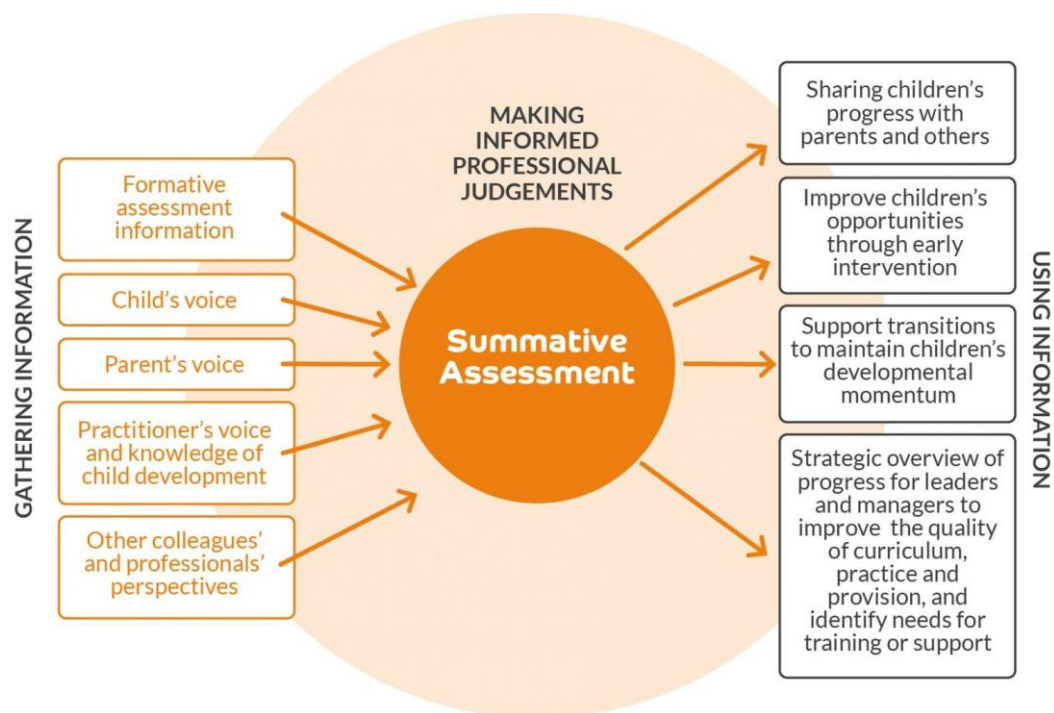 GATHERING INFORMATION
Formative
assessment
information
Child's voice
Parent's voice
Practitioner's voice
and knowledge of
child development
Other colleagues'
and professionals'
perspectives
MAKING
INFORMED
PROFESSIONAL
JUDGEMENTS
Summative
Assessment
Sharing children's
progress with
parents and others
Improve children's
opportunities
through early
intervention
Support transitions
to maintain children's
developmental
momentum
Strategic overview of
progress for leaders
and managers to
improve the quality
of curriculum,
practice and
provision, and
identify needs for
training or support
USING INFORMATION